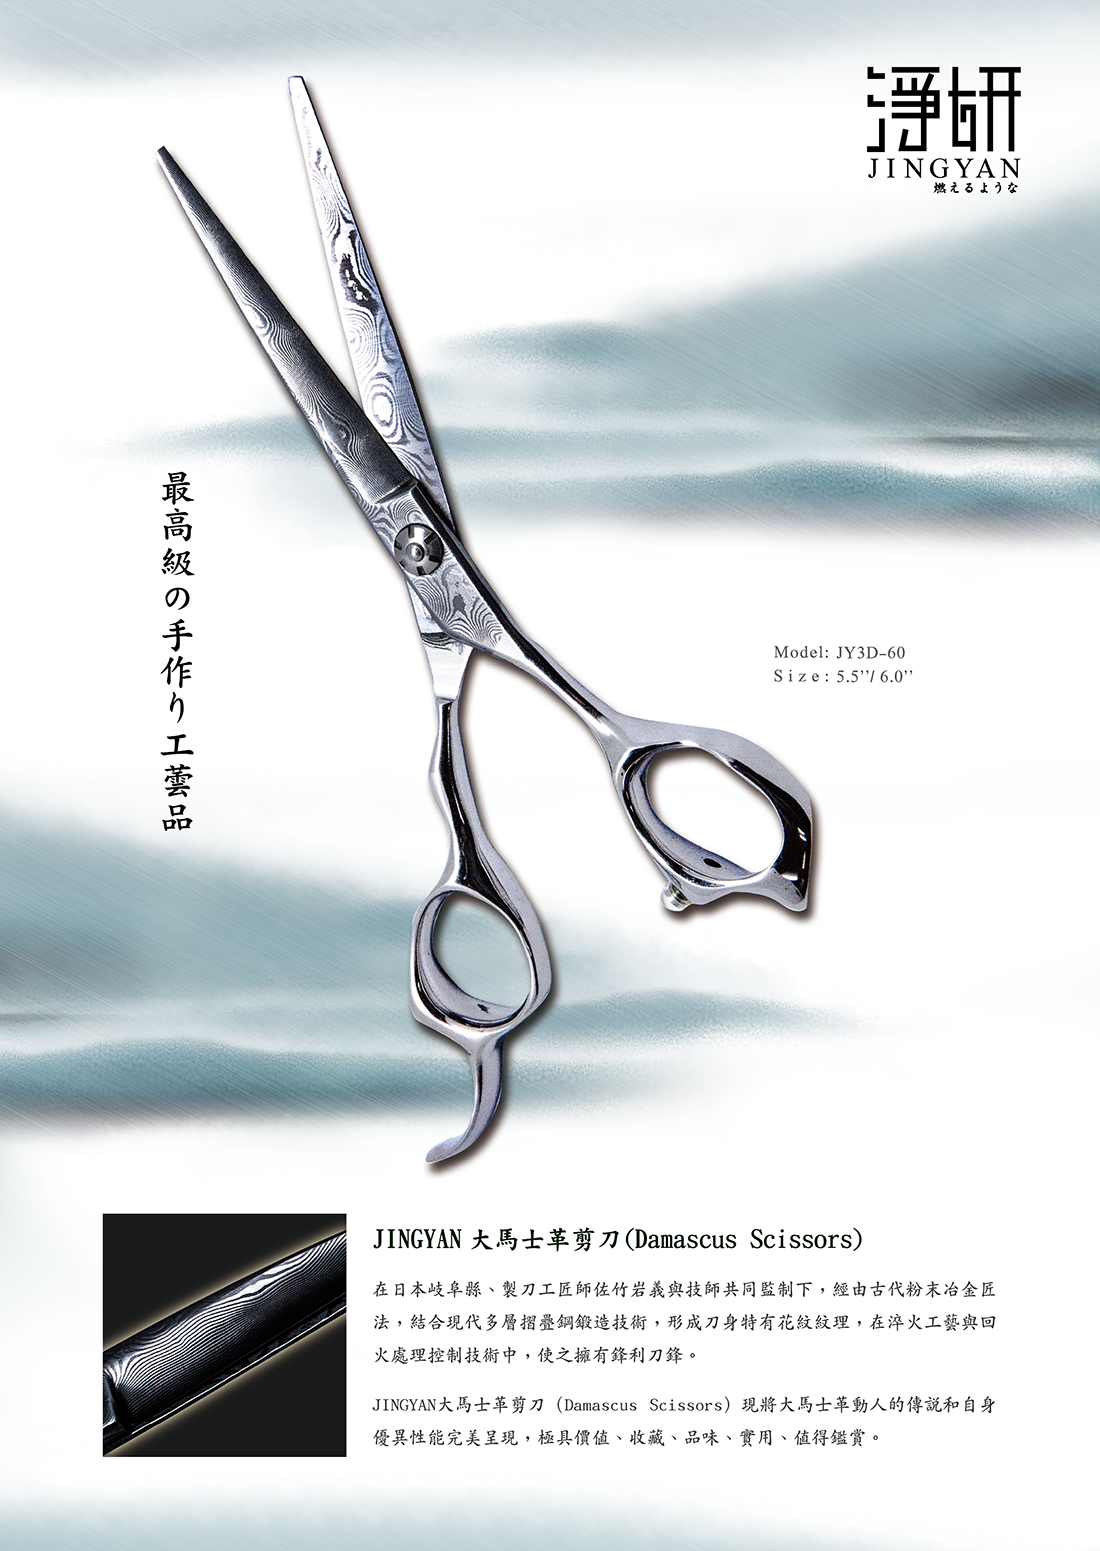 淨研
JINGYAN
燃えるような
最高級の手作り工藝品
Model: JY3D-60
Size: 5.5’’/ 6.0’’
JINGYAN 大馬士革剪刀(Damascus Scissors)
在日本岐阜縣、製刀工匠師佐竹岩義與技師共同監制下，經由古代粉末冶金匠
法，結合現代多層摺疊鋼鍛造技術，形成刀身特有花紋紋理，在淬火工藝與回
火處理控制技術中，使之擁有鋒利刀鋒。
JINGYAN大馬士革剪刀 (Damascus Scissors) 現將大馬士革動人的傳說和自身
優異性能完美呈現，極具價值、收藏、品味、實用、值得鑑賞。